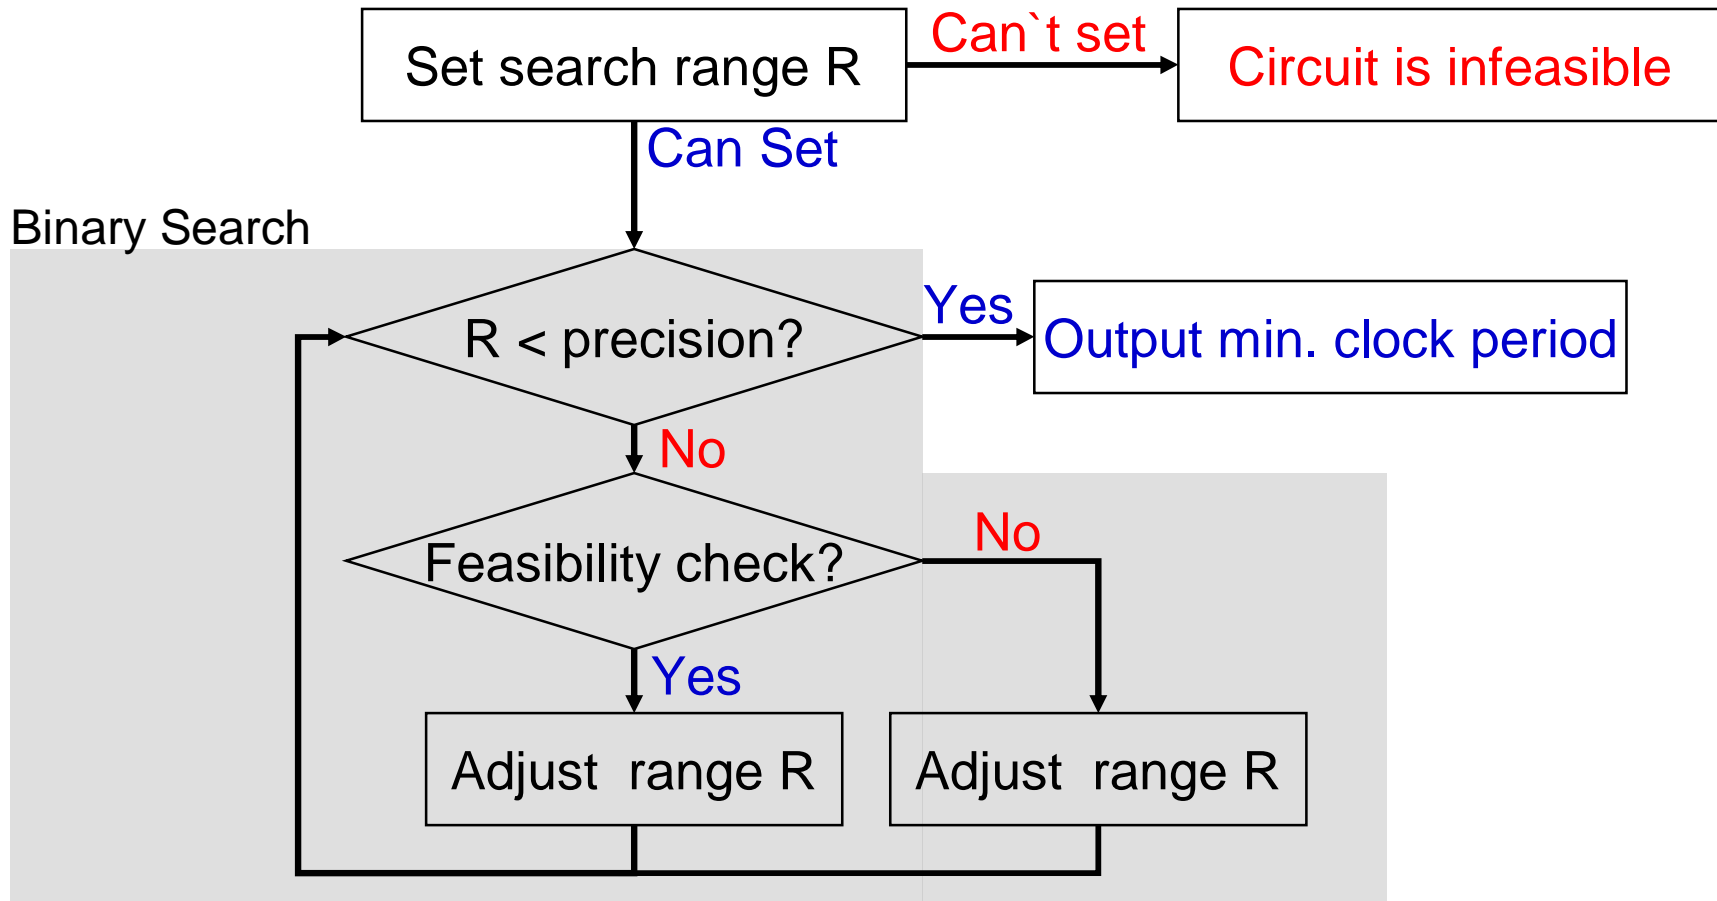 Set search range R
Can`t set
Circuit is infeasible
Can Set
Binary Search
R < precision?
Yes
Output min. clock period
No
Feasibility check?
No
Yes
Adjust range R
Adjust range R